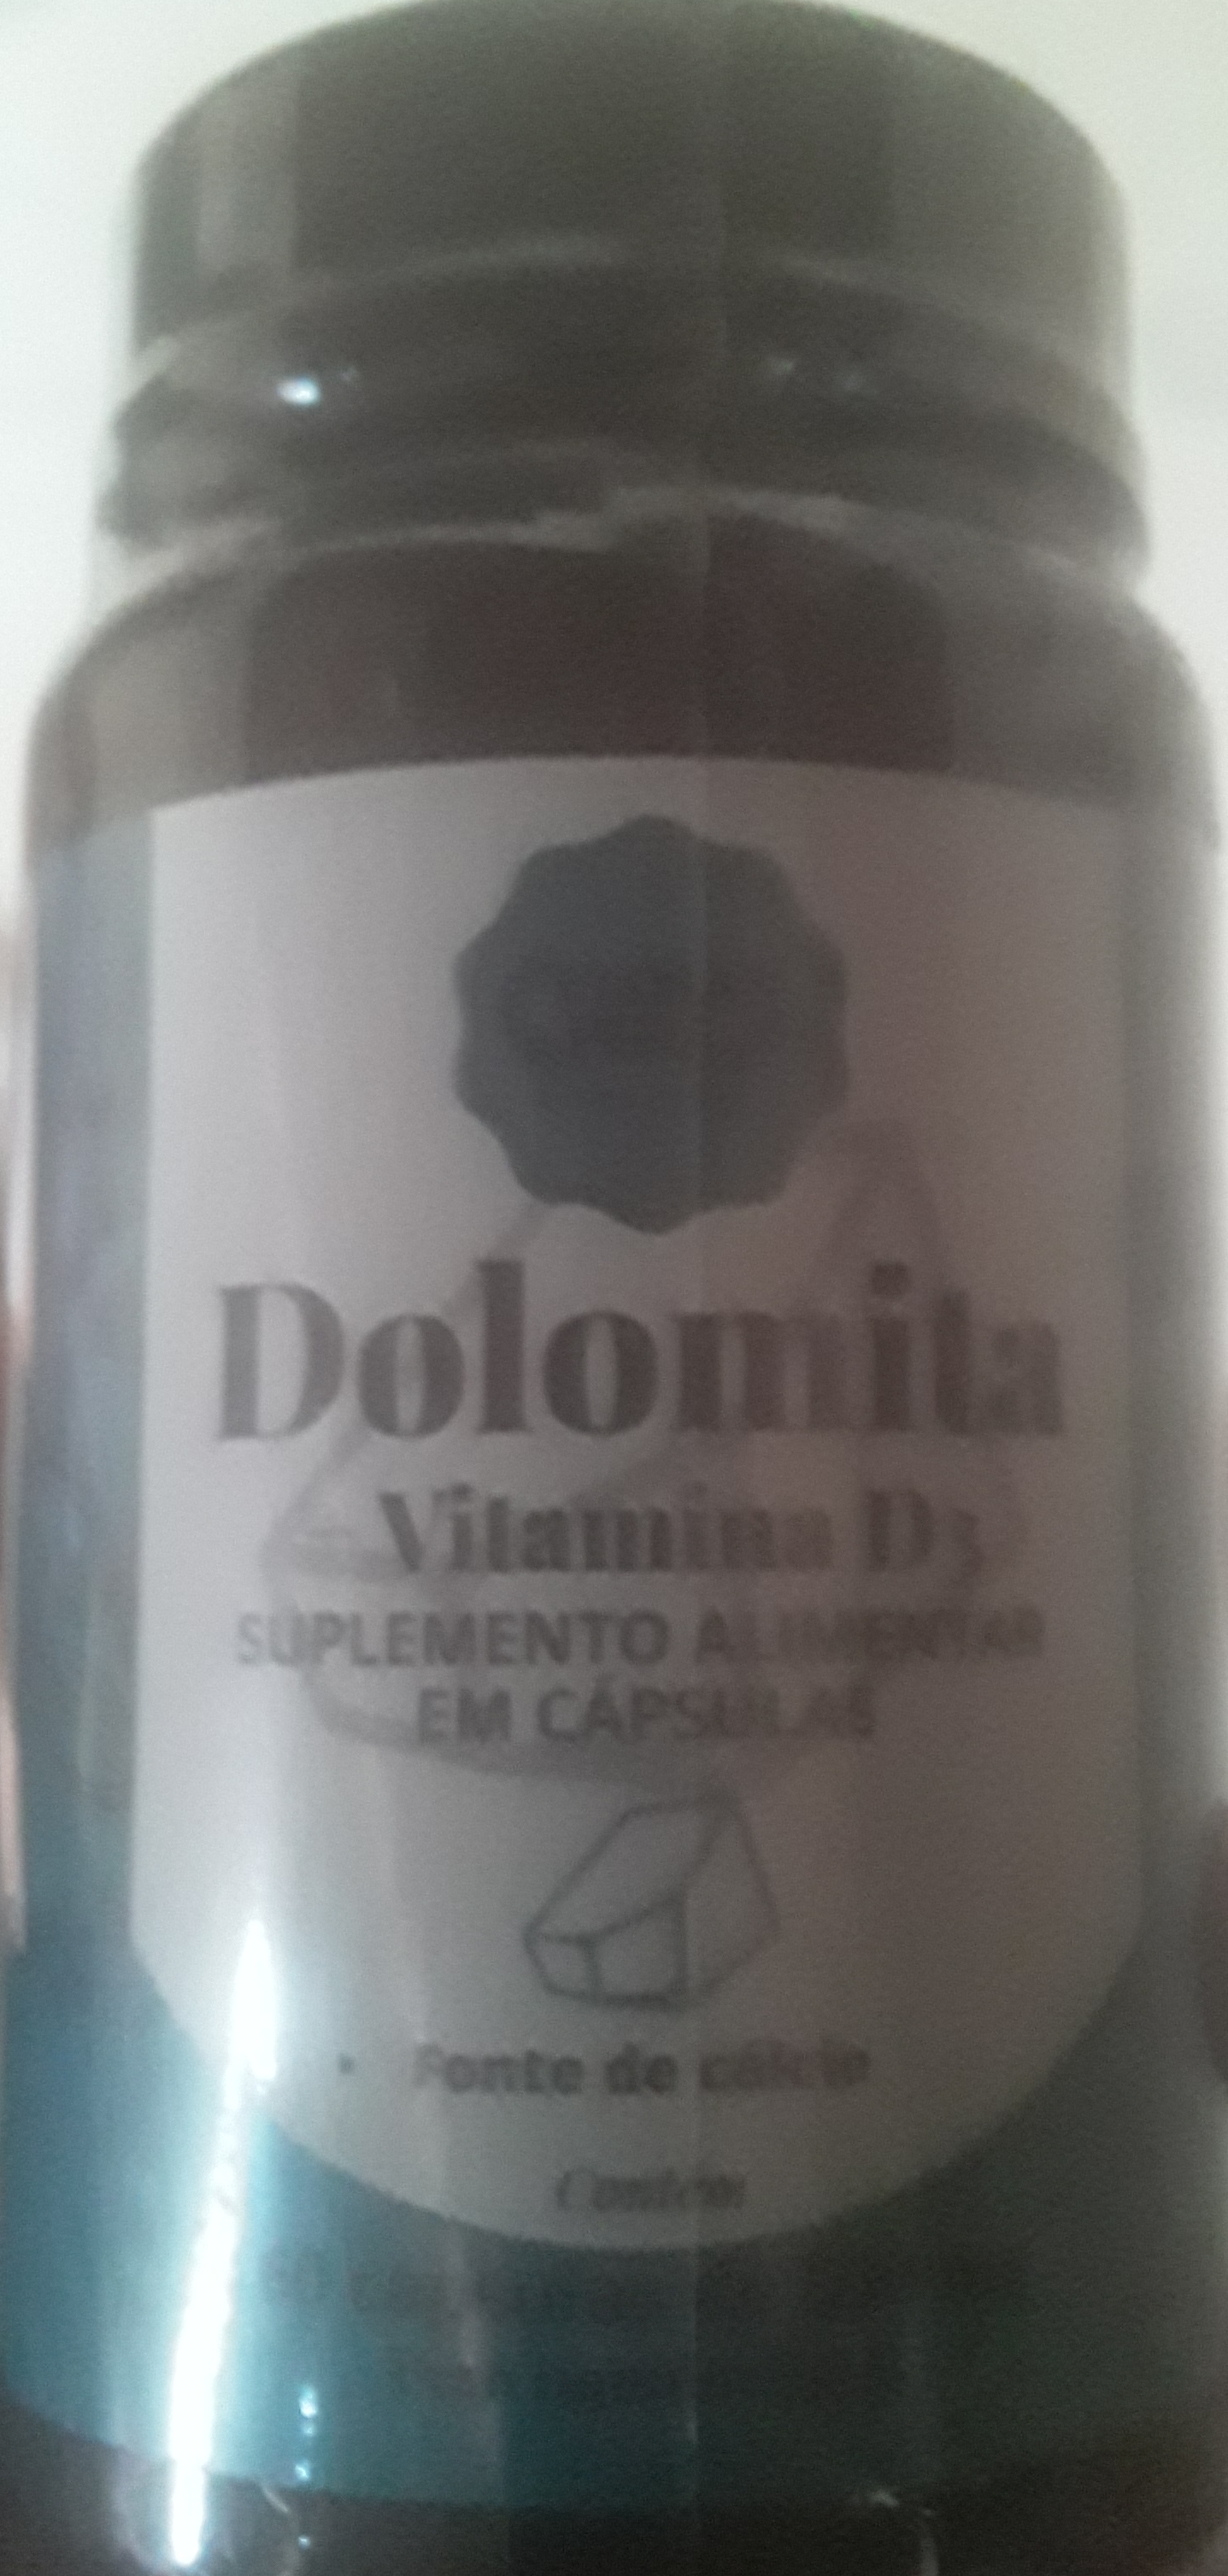 Dolomita
Vitamina D3
SUPLEMENTO ALIMENTAR
EM CÁPSULAS
• Fonte de cálcio
Contém